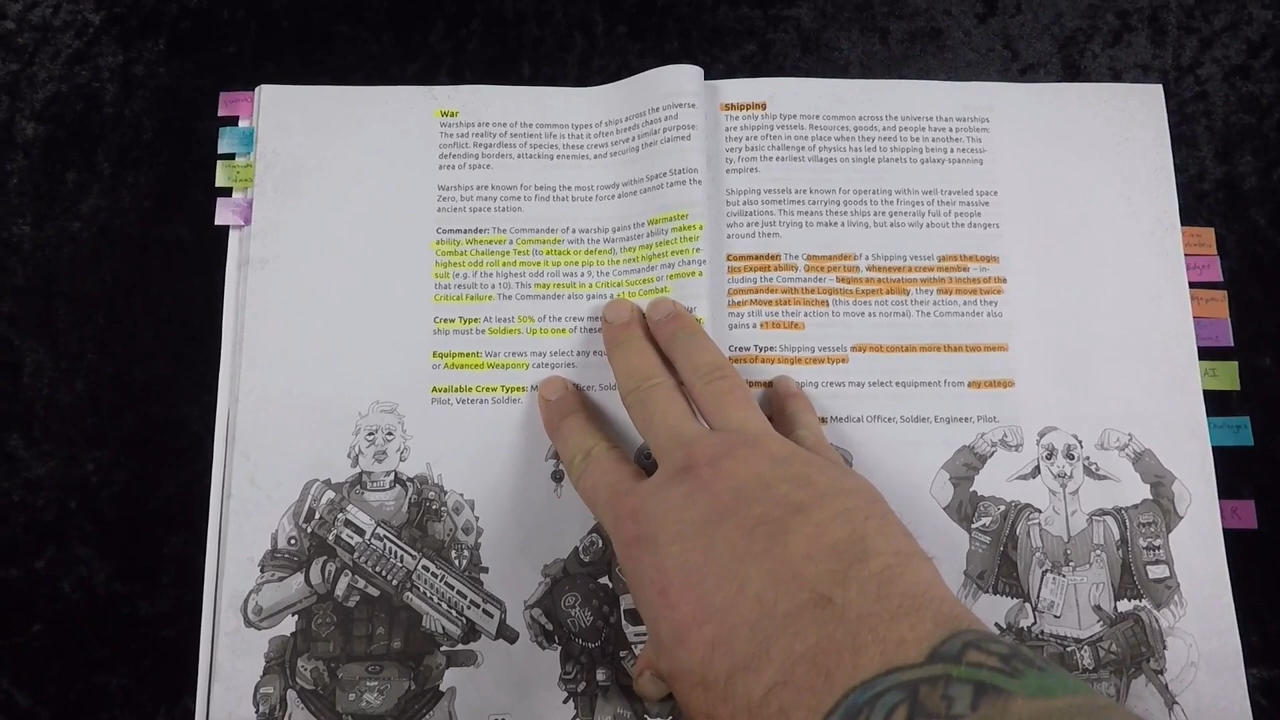 War
Warships are one of the common types of ships across the universe.
The sad reality of sentient life is that it often breeds chaos and
conflict. Regardless of species, these crews serve a similar purpose:
defending borders, attacking enemies, and securing their claimed
area of space.
Warships are known for being the most rowdy within Space Station
Zero, but many come to find that brute force alone cannot tame the
ancient space station.
Commander: The Commander of a warship gains the Warmaster
ability. Whenever a Commander with the Warmaster ability makes a
Combat Challenge Test (to attack or defend), they may select their
highest odd roll and move it up one pip to the next highest even re-
sult (e.g. if the highest odd roll was a 9, the Commander may change
that result to a 10). This may result in a Critical Success or remove a
Critical Failure. The Commander also gains a +1 to Combat.
Crew Type: At least 50% of the crew War
ship must be Soldiers. Up to one of these
Equipment: War crews may select any
or Advanced Weaponry categories.
Available Crew Types: Officer,
Pilot, Veteran Soldier.
Shipping
The only ship type more common across the universe than warships
are shipping vessels. Resources, goods, and people have a problem:
they are often in one place when they need to be in another. This
very basic challenge of physics has led to shipping being a necessi-
ty, from the earliest villages on single planets to galaxy-spanning
empires.
Shipping vessels are known for operating within well-traveled space
but also sometimes carrying goods to the fringes of their massive
civilizations. This means these ships are generally full of people
who are just trying to make a living, but also wily about the dangers
around them.
Commander: The Commander of a Shipping vessel gains the Logis-
tics Expert ability. Once per turn, whenever a crew member – in-
cluding the Commander – begins an activation within 3 inches of the
Commander with the Logistics Expert ability, they may move twice
their Move stat in inches (this does not cost their action, and they
may still use their action to move as normal). The Commander also
gains a +1 to Life.
Crew Type: Shipping vessels may not contain more than two mem-
bers of any single crew type.
crews may select equipment from any catego-
Medical Officer, Soldier, Engineer, Pilot.
AI